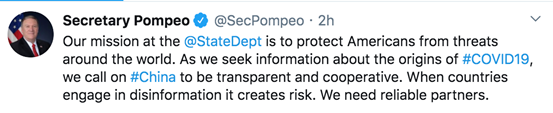 Secretary Pompeo @SecPompeo · 2h
Our mission at the @StateDept is to protect Americans from threats
around the world. As we seek information about the origins of #COVID19,
we call on #China to be transparent and cooperative. When countries
engage in disinformation it creates risk. We need reliable partners.